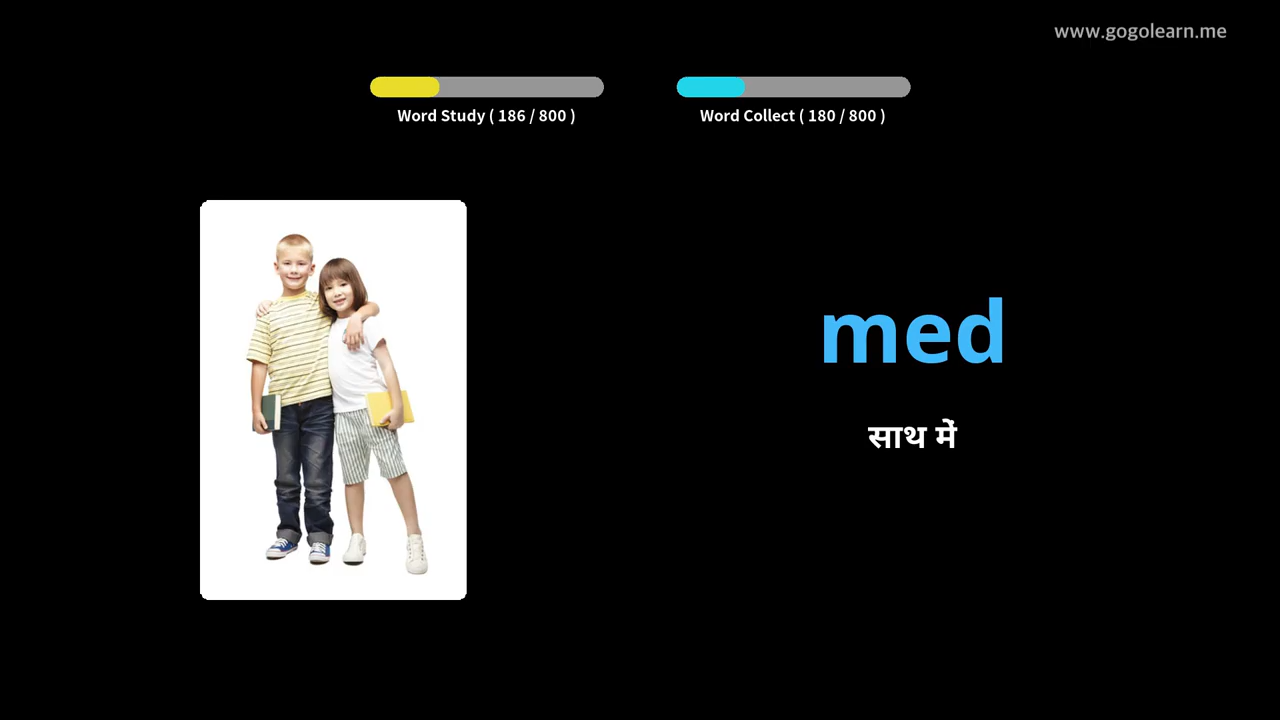 www.gogolearn.me
Word Study ( 186 / 800 )
Word Collect ( 180 / 800 )
med
साथ में